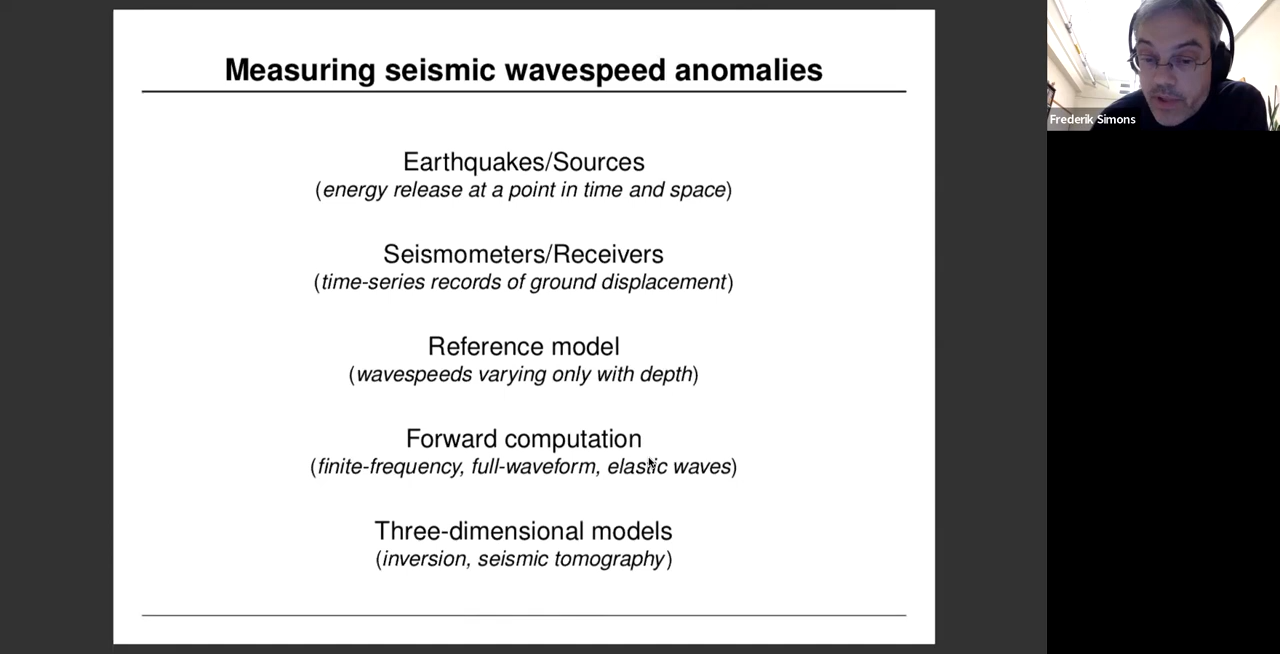 Measuring seismic wavespeed anomalies
Earthquakes/Sources
(energy release at a point in time and space)
Seismometers/Receivers
(time-series records of ground displacement)
Reference model
(wavespeeds varying only with depth)
Forward computation
(finite-frequency, full-waveform, elastic waves)
Three-dimensional models
(inversion, seismic tomography)
Frederik Simons